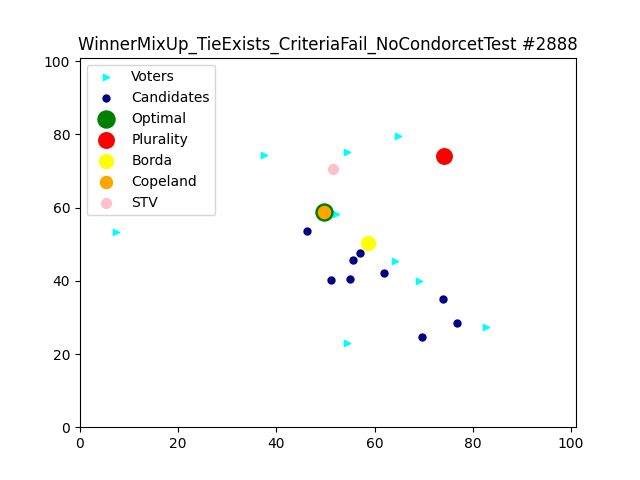 WinnerMixUp_TieExists_CriteriaFail_NoCondorcetTest #2888
100
80
60
40
20
0
0 20 40 60 80 100
Voters
Candidates
Optimal
Plurality
Borda
Copeland
STV